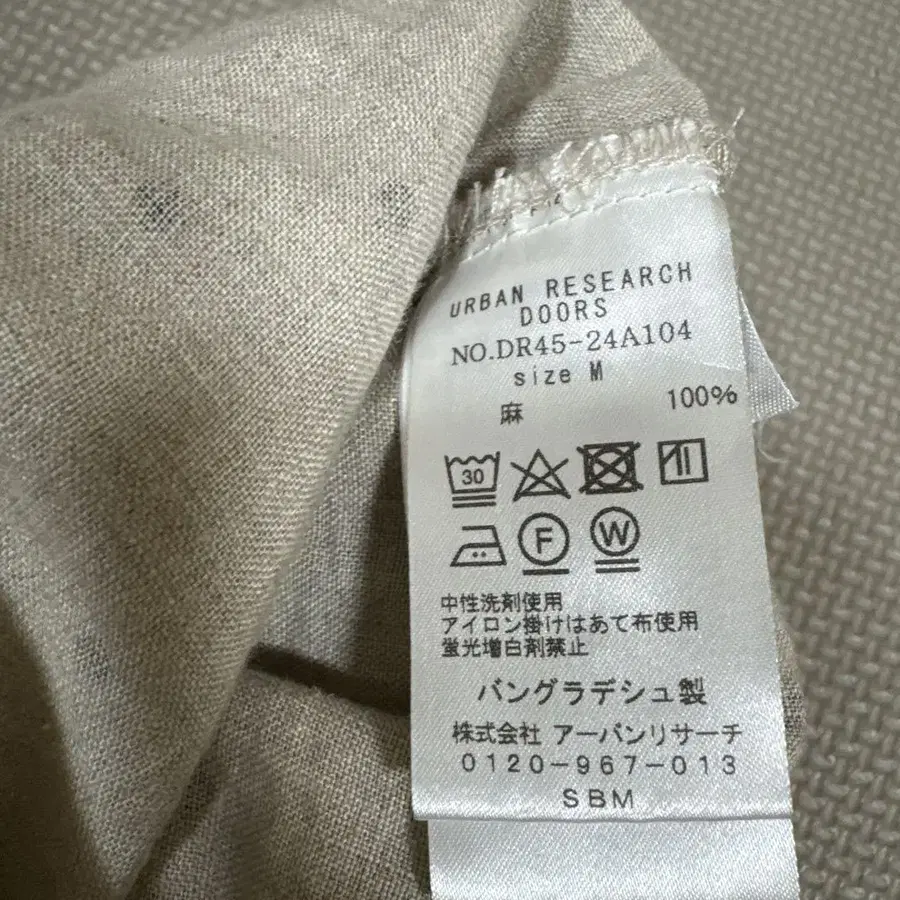 URBAN RESEARCH
DOORS
NO.DR45-24A104
size M
麻 100%
30
F W
中性洗剤使用
アイロン掛けはあて布使用
蛍光増白剤禁止
バングラデシュ製
株式会社 アーバンリサーチ
0120-967-013
SBM